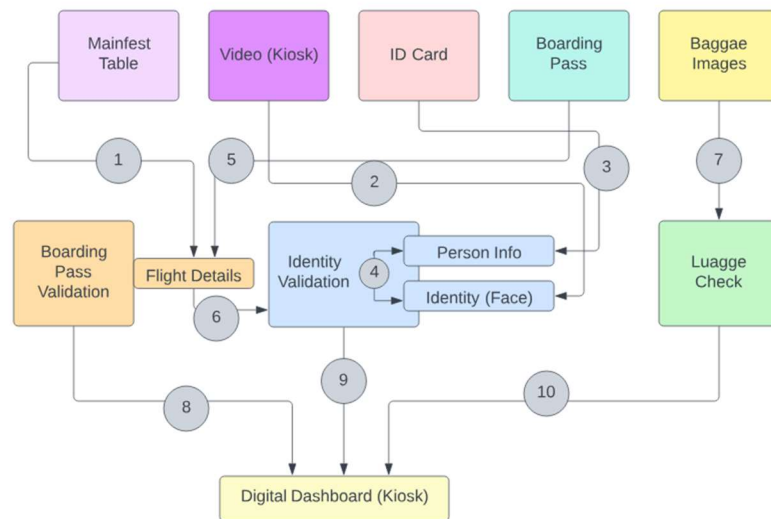 Mainfest
Table
Video (Kiosk)
ID Card
Boarding
Pass
Baggae
Images
1
5
2
3
7
Boarding
Pass
Validation
Flight Details
Identity
Validation
4
Person Info
Identity (Face)
Luagge
Check
6
9
8
10
Digital Dashboard (Kiosk)